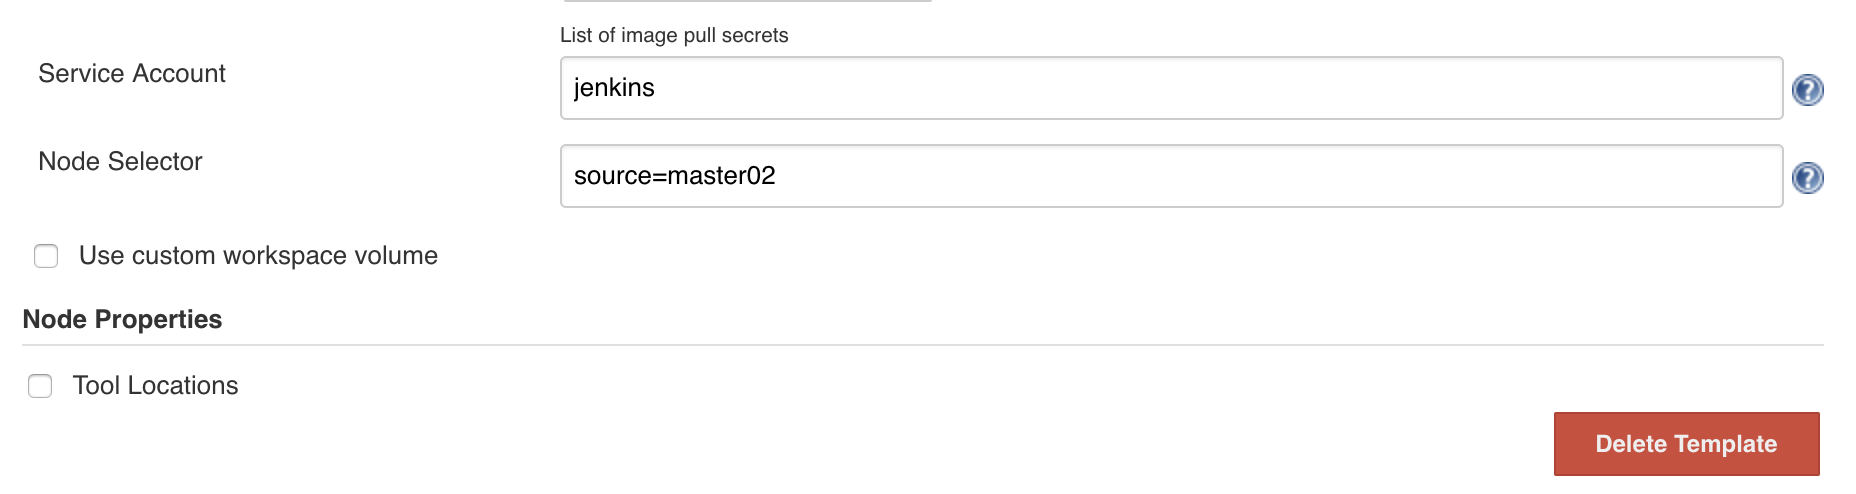 List of image pull secrets
Service Account
jenkins
?
Node Selector
source=master02
?
Use custom workspace volume
Node Properties
Tool Locations
Delete Template